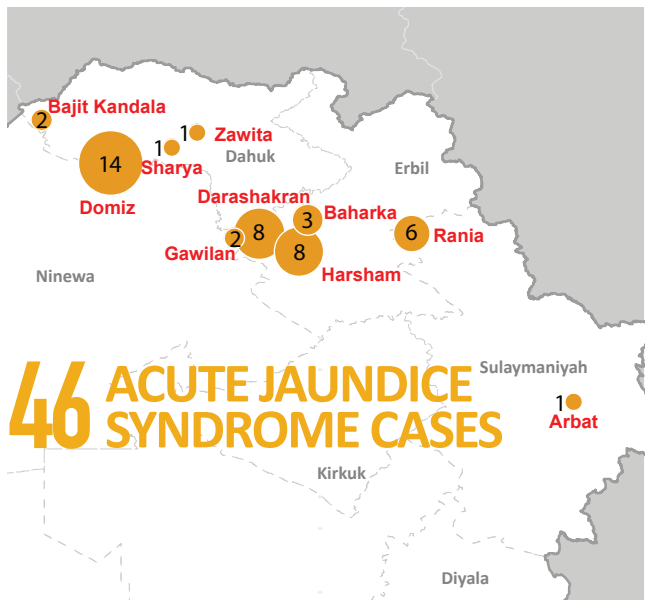 Bajit Kandala
2
1
Zawita
1
Sharya
Dahuk
14
Domiz
Erbil
Darashakran
8
3
Baharka
2
Gawilan
8
Harsham
6
Rania
Ninewa
46
ACUTE JAUNDICE
SYNDROME CASES
Sulaymaniyah
1
Arbat
Kirkuk
Diyala